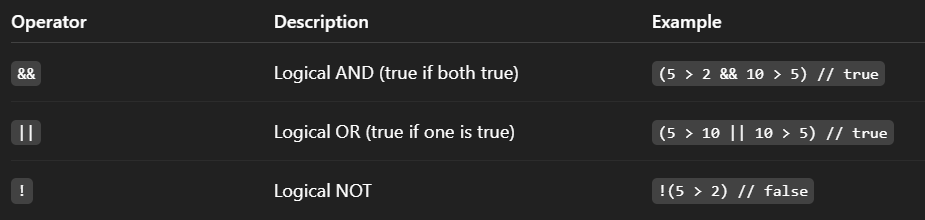 Operator Description Example
&& Logical AND (true if both true) (5 > 2 && 10 > 5) // true
|| Logical OR (true if one is true) (5 > 10 || 10 > 5) // true
! Logical NOT !(5 > 2) // false